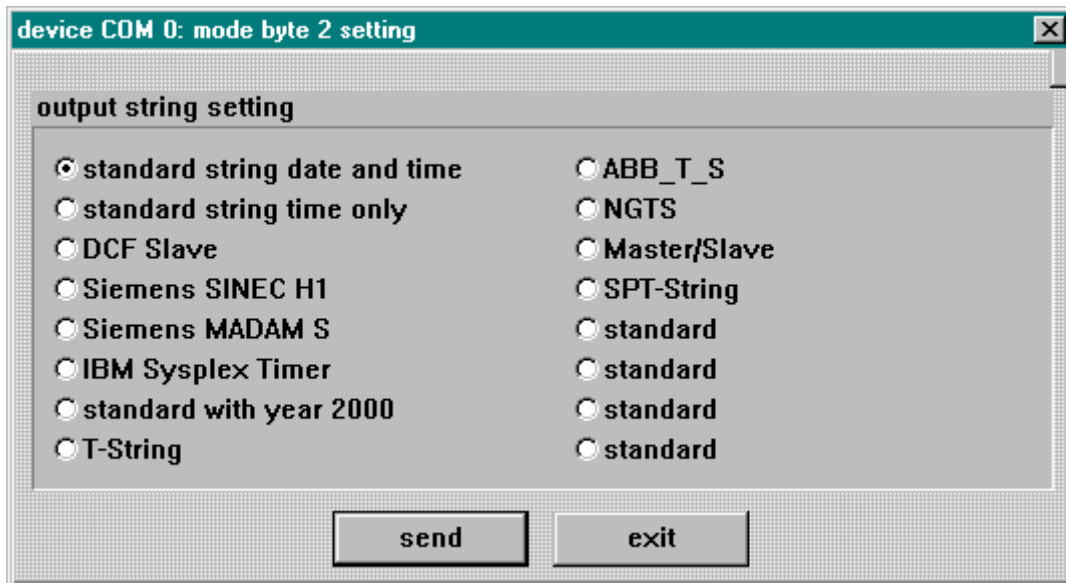 device COM 0: mode byte 2 setting
output string setting
standard string date and time
standard string time only
DCF Slave
Siemens SINEC H1
Siemens MADAM S
IBM Sysplex Timer
standard with year 2000
T-String
ABB_T_S
NGTS
Master/Slave
SPT-String
standard
standard
standard
standard
send
exit